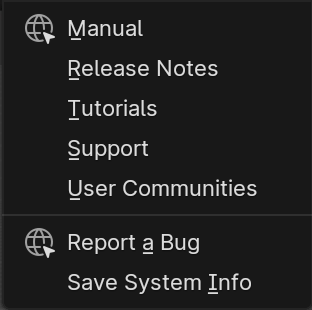 Manual
Release Notes
Tutorials
Support
User Communities
Report a Bug
Save System Info